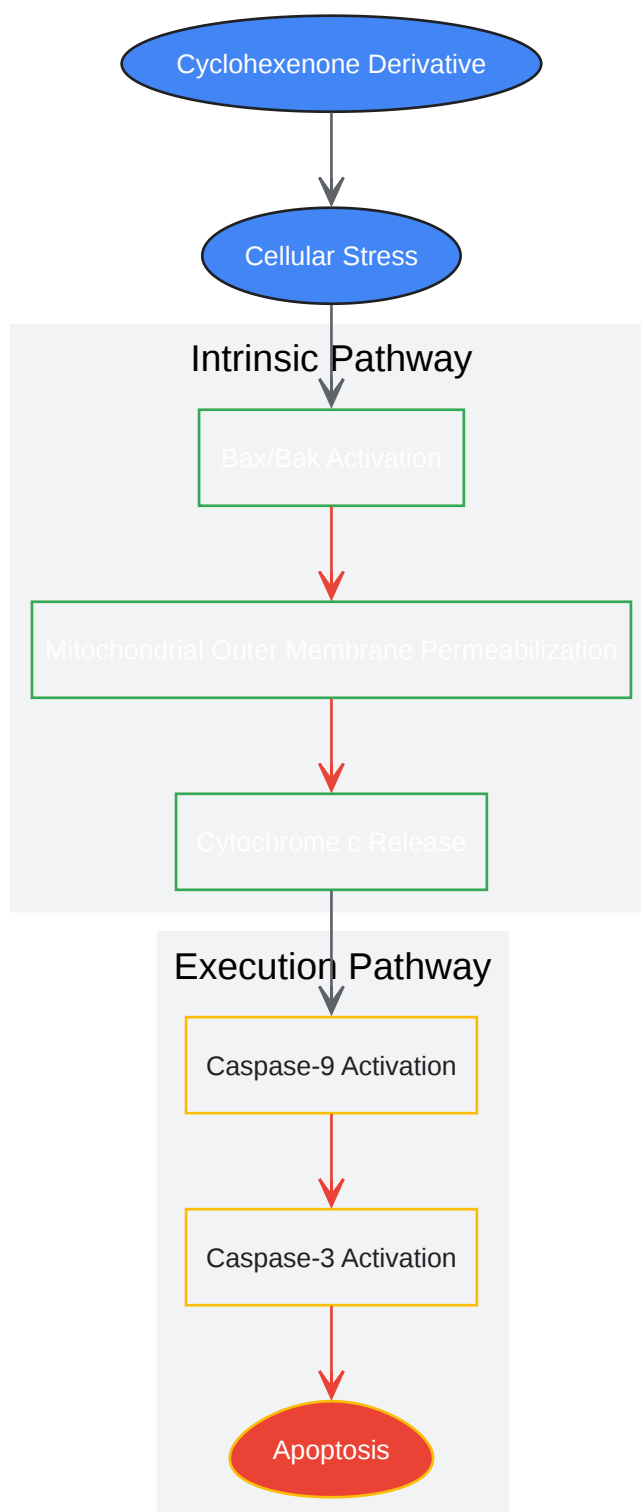 Cyclohexenone Derivative
Cellular Stress
Intrinsic Pathway
Bax/Bak Activation
Mitochondrial Outer Membrane Permeabilization
Cytochrome c Release
Execution Pathway
Caspase-9 Activation
Caspase-3 Activation
Apoptosis